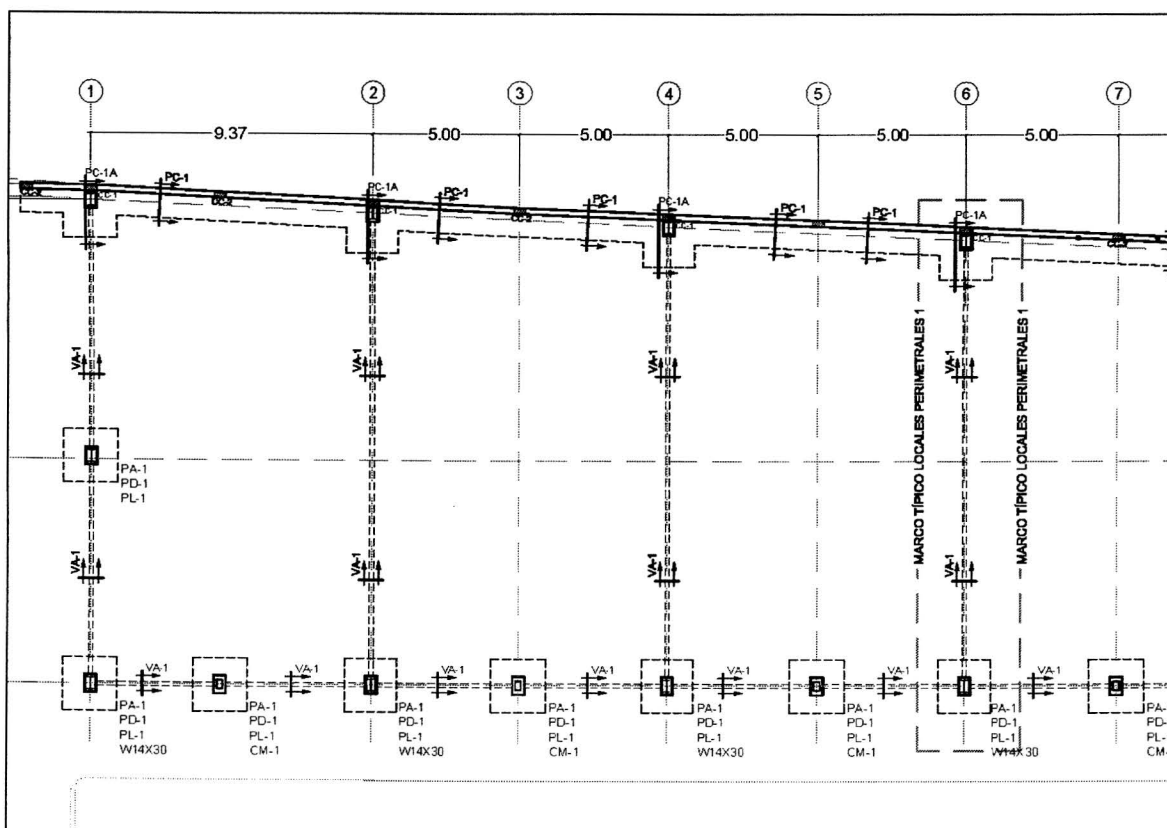 1 2 3 4 5 6 7
9.37 5.00 5.00 5.00 5.00 5.00
PC-1A PC-1 PC-1A PC-1 PC-1 PC-1A PC-1 PC-1 PC-1A
VA-1 VA-1 VA-1 VA-1
MARCO TÍPICO LOCALES PERIMETRALES 1
MARCO TÍPICO LOCALES PERIMETRALES 1
PA-1
PD-1
PL-1
VA-1 VA-1 VA-1 VA-1
VA-1 VA-1 VA-1 VA-1 VA-1 VA-1 VA-1
PA-1 PA-1 PA-1 PA-1 PA-1 PA-1 PA-1 PA-
PD-1 PD-1 PD-1 PD-1 PD-1 PD-1 PD-1 PD-
PL-1 PL-1 PL-1 PL-1 PL-1 PL-1 PL-1 PL-
W14X30 CM-1 W14X30 CM-1 W14X30 CM-1 W14X30 CM-